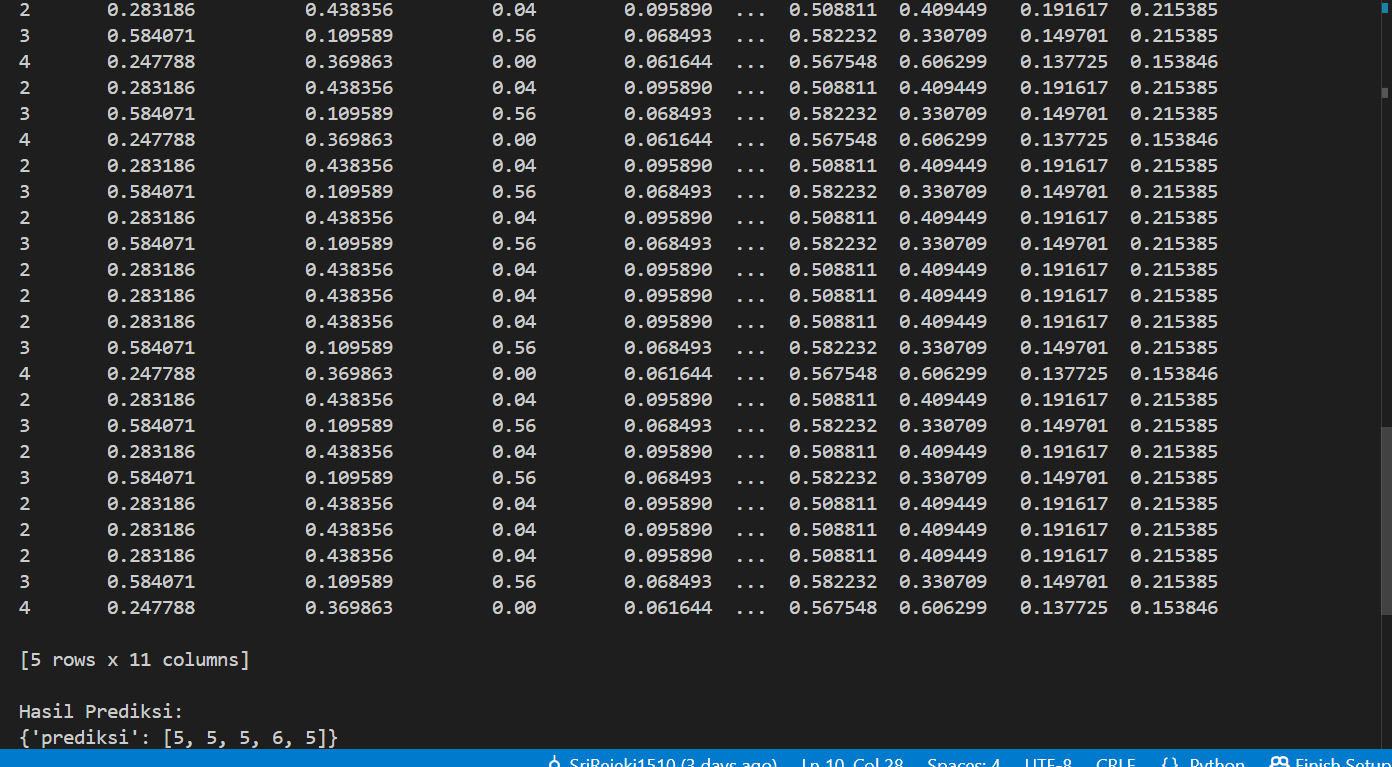 2 0.283186 0.438356 0.04 0.095890 ... 0.508811 0.409449 0.191617 0.215385
3 0.584071 0.109589 0.56 0.068493 ... 0.582232 0.330709 0.149701 0.215385
4 0.247788 0.369863 0.00 0.061644 ... 0.567548 0.606299 0.137725 0.153846
2 0.283186 0.438356 0.04 0.095890 ... 0.508811 0.409449 0.191617 0.215385
3 0.584071 0.109589 0.56 0.068493 ... 0.582232 0.330709 0.149701 0.215385
4 0.247788 0.369863 0.00 0.061644 ... 0.567548 0.606299 0.137725 0.153846
2 0.283186 0.438356 0.04 0.095890 ... 0.508811 0.409449 0.191617 0.215385
3 0.584071 0.109589 0.56 0.068493 ... 0.582232 0.330709 0.149701 0.215385
2 0.283186 0.438356 0.04 0.095890 ... 0.508811 0.409449 0.191617 0.215385
3 0.584071 0.109589 0.56 0.068493 ... 0.582232 0.330709 0.149701 0.215385
2 0.283186 0.438356 0.04 0.095890 ... 0.508811 0.409449 0.191617 0.215385
2 0.283186 0.438356 0.04 0.095890 ... 0.508811 0.409449 0.191617 0.215385
2 0.283186 0.438356 0.04 0.095890 ... 0.508811 0.409449 0.191617 0.215385
3 0.584071 0.109589 0.56 0.068493 ... 0.582232 0.330709 0.149701 0.215385
4 0.247788 0.369863 0.00 0.061644 ... 0.567548 0.606299 0.137725 0.153846
2 0.283186 0.438356 0.04 0.095890 ... 0.508811 0.409449 0.191617 0.215385
3 0.584071 0.109589 0.56 0.068493 ... 0.582232 0.330709 0.149701 0.215385
2 0.283186 0.438356 0.04 0.095890 ... 0.508811 0.409449 0.191617 0.215385
3 0.584071 0.109589 0.56 0.068493 ... 0.582232 0.330709 0.149701 0.215385
2 0.283186 0.438356 0.04 0.095890 ... 0.508811 0.409449 0.191617 0.215385
2 0.283186 0.438356 0.04 0.095890 ... 0.508811 0.409449 0.191617 0.215385
2 0.283186 0.438356 0.04 0.095890 ... 0.508811 0.409449 0.191617 0.215385
3 0.584071 0.109589 0.56 0.068493 ... 0.582232 0.330709 0.149701 0.215385
4 0.247788 0.369863 0.00 0.061644 ... 0.567548 0.606299 0.137725 0.153846
[5 rows x 11 columns]
Hasil Prediksi:
{'prediksi': [5, 5, 5, 6, 5]}
SriRejeki1510 (3 days ago) Ln 10, Col 28 Spaces: 4 UTF-8 CRLF {} Python Finish Setup